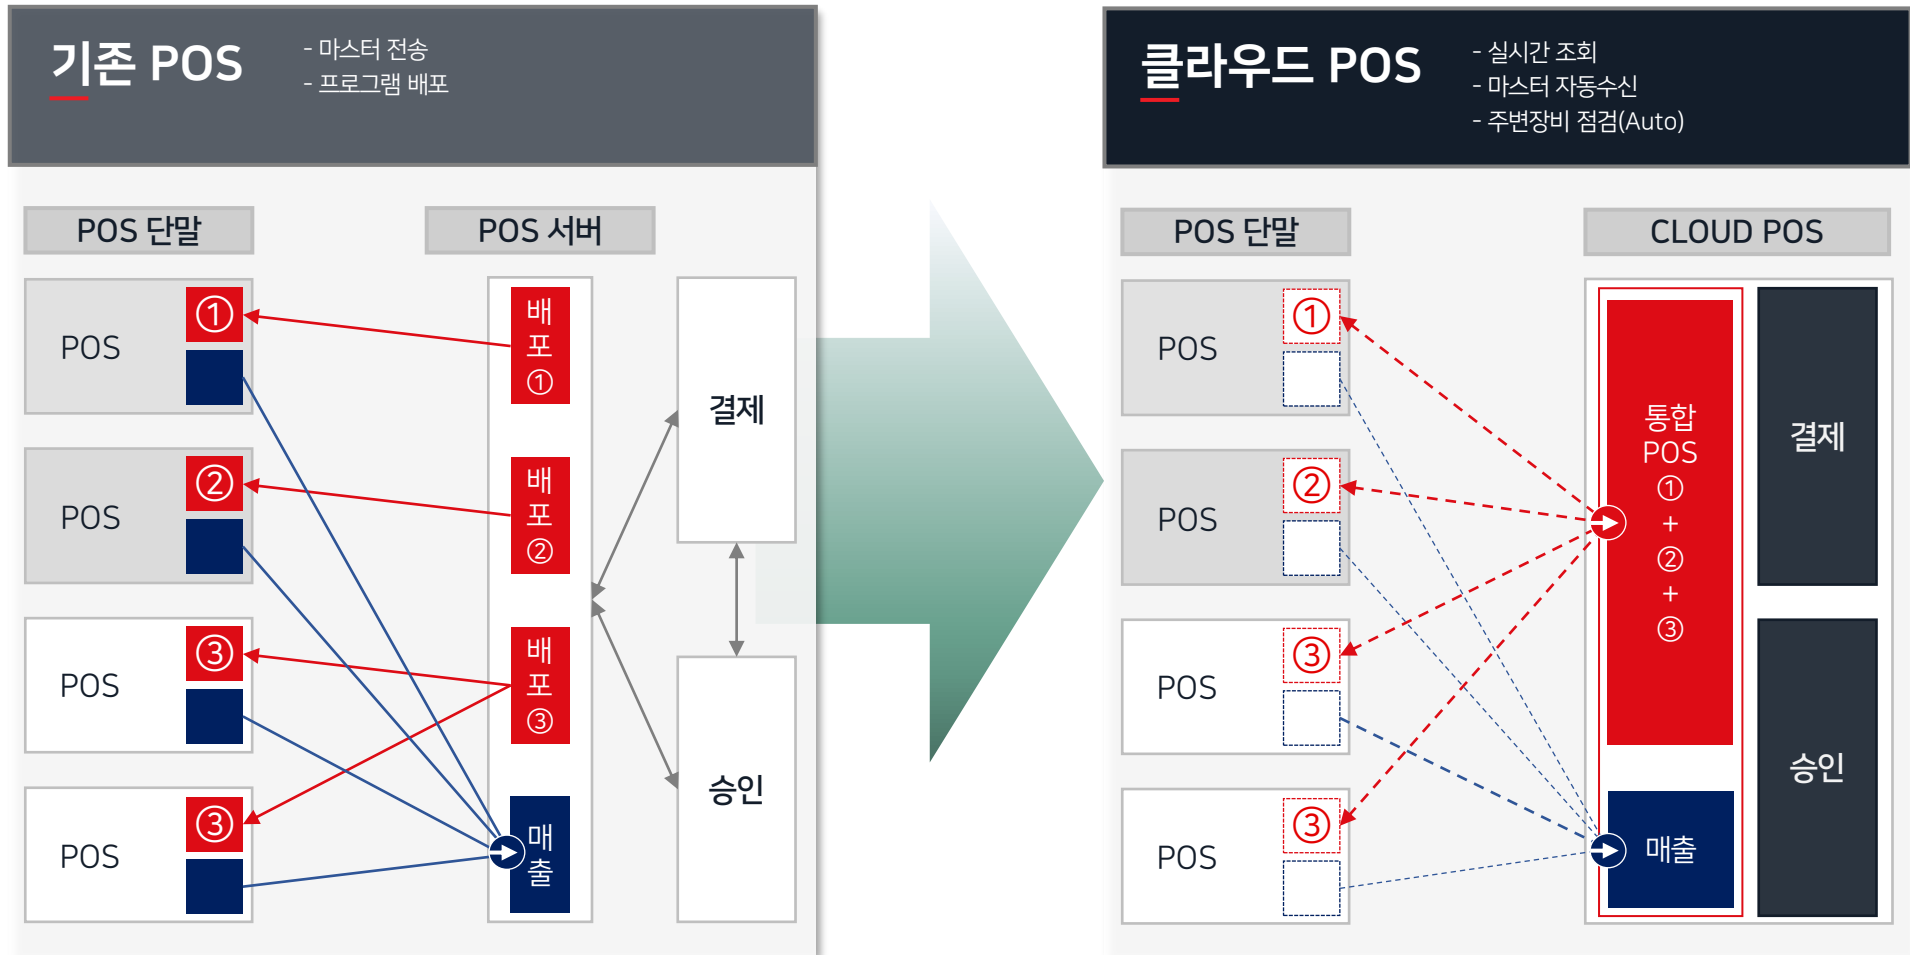 기존 POS
- 마스터 전송
- 프로그램 배포
POS 단말
POS 서버
POS
①
POS
②
POS
③
POS
③
배
포
①
배
포
②
배
포
③
매
출
결제
승인
클라우드 POS
- 실시간 조회
- 마스터 자동수신
- 주변장비 점검(Auto)
POS 단말
CLOUD POS
POS
①
POS
②
POS
③
POS
③
통합
POS
①
+
②
+
③
매출
결제
승인